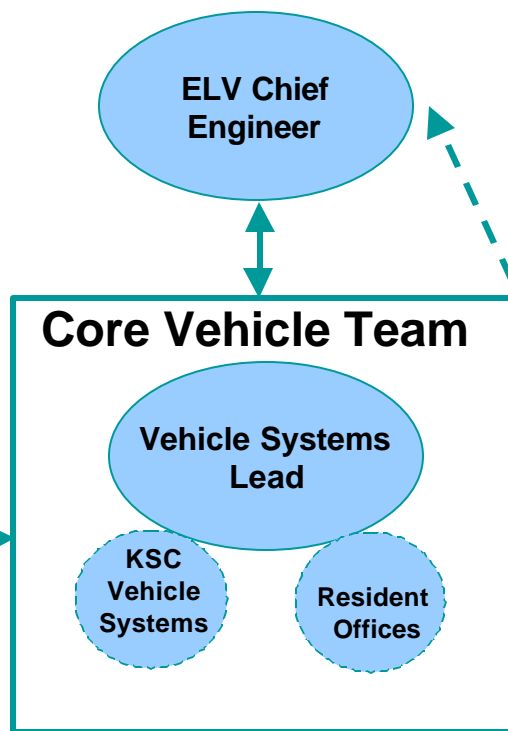 ELV Chief
Engineer
Core Vehicle Team
Vehicle Systems
Lead
KSC
Vehicle
Systems
Resident
Offices